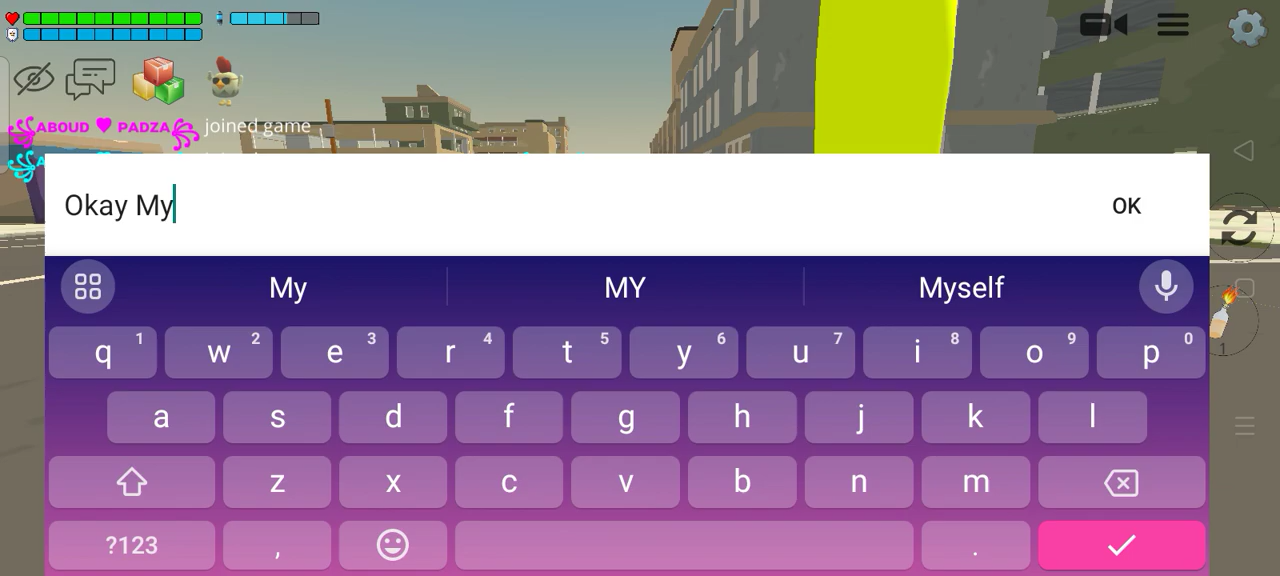 ABOUD ♥ PADZA joined game
Okay My OK
My MY Myself
q 1 w 2 e 3 r 4 t 5 y 6 u 7 i 8 o 9 p 0
a s d f g h j k l
z x c v b n m
?123 , .
1